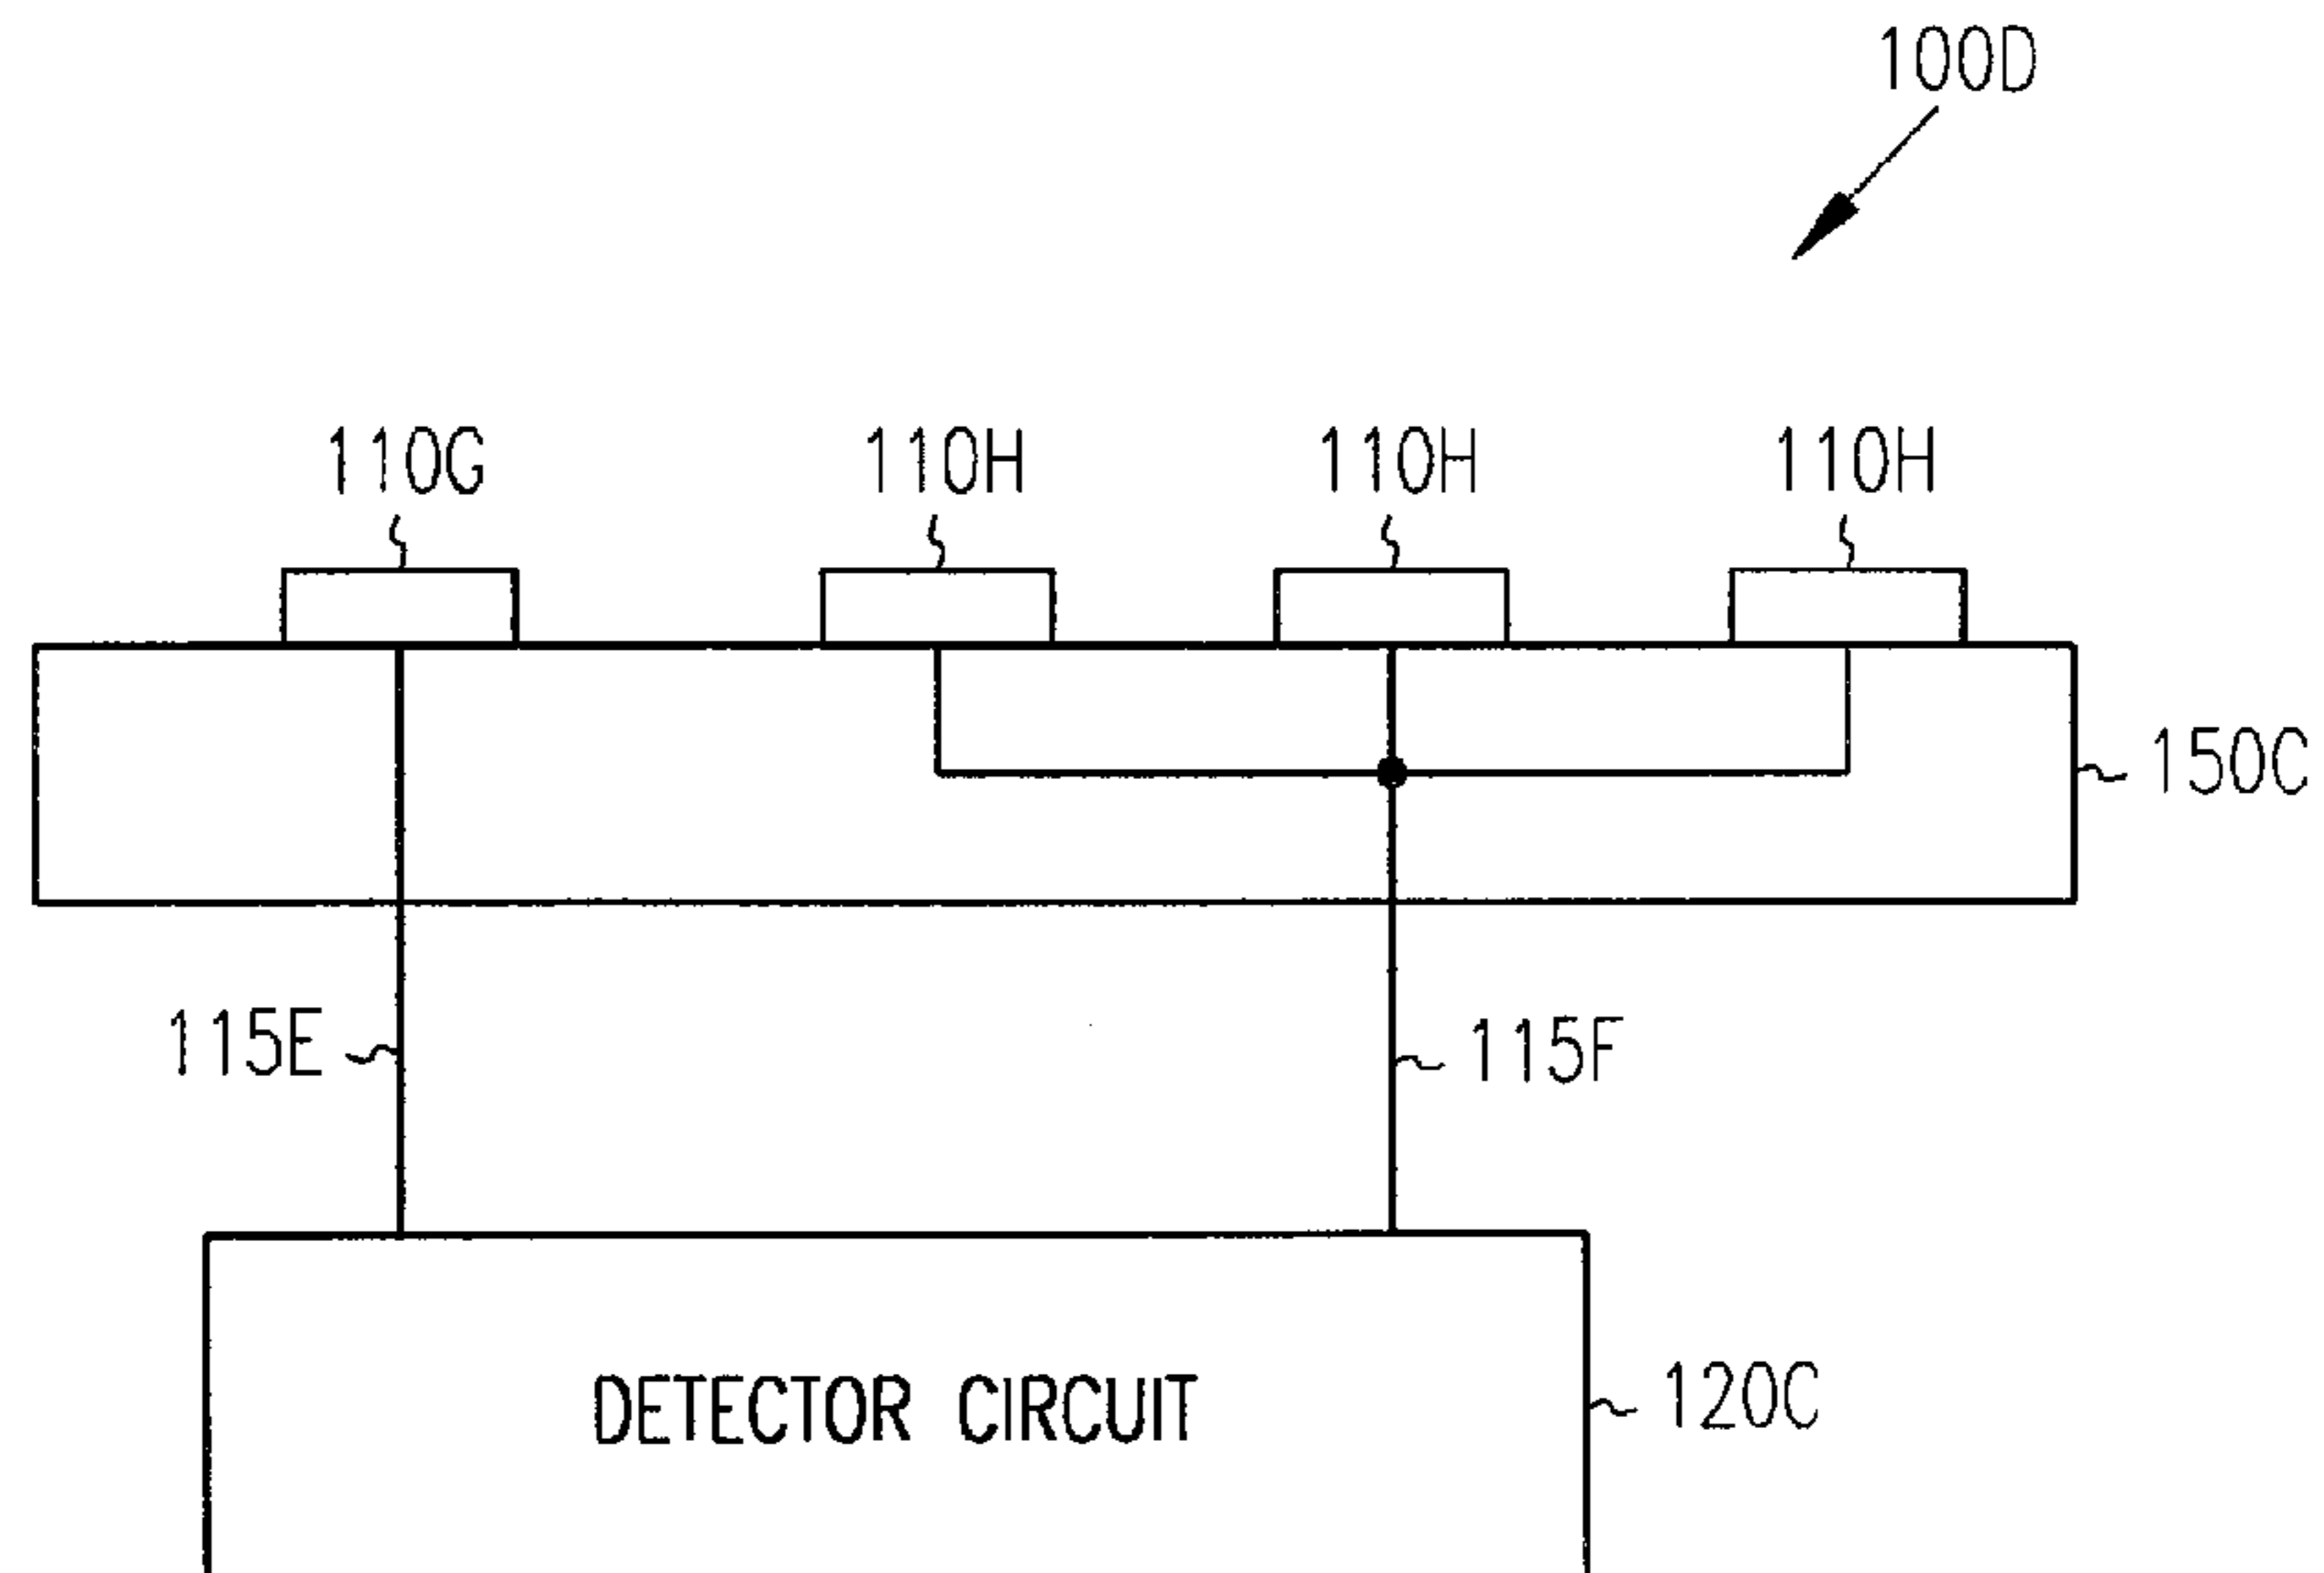 100D
110G 110H 110H 110H
150C
115E 115F
DETECTOR CIRCUIT
120C